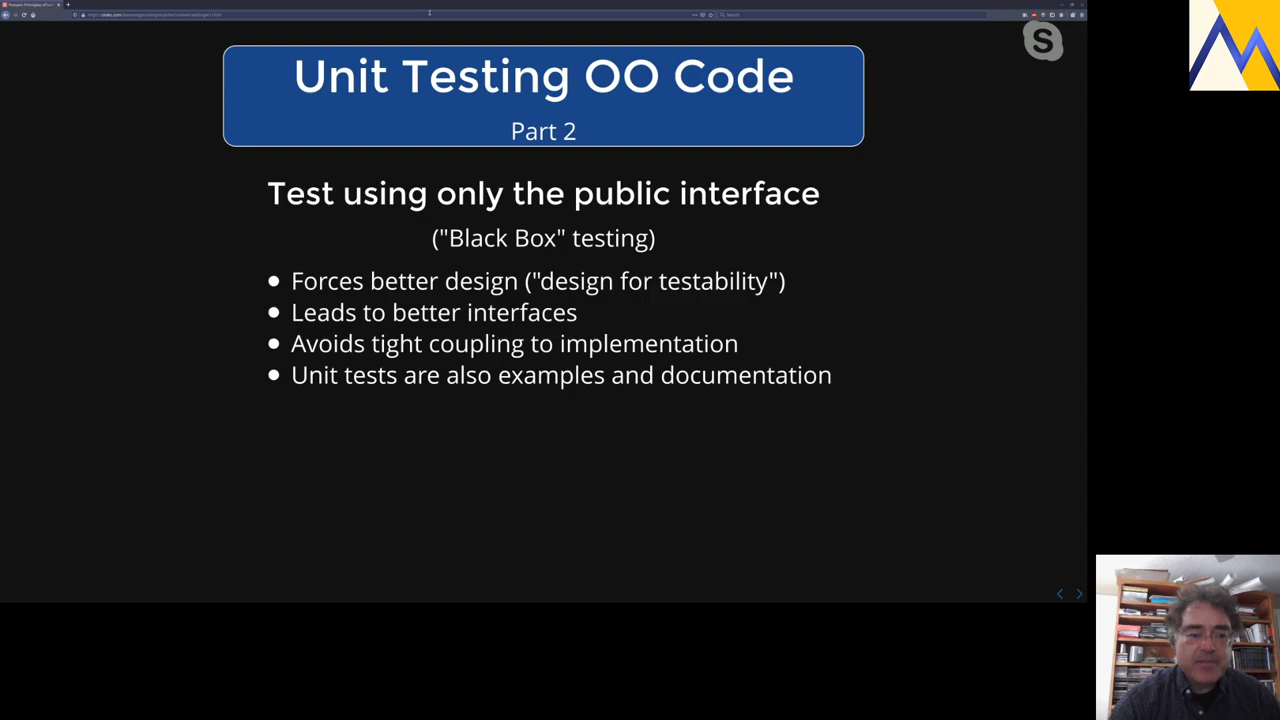 Unit Testing OO Code
Part 2
Test using only the public interface
("Black Box" testing)
● Forces better design ("design for testability")
● Leads to better interfaces
● Avoids tight coupling to implementation
● Unit tests are also examples and documentation
S
Search